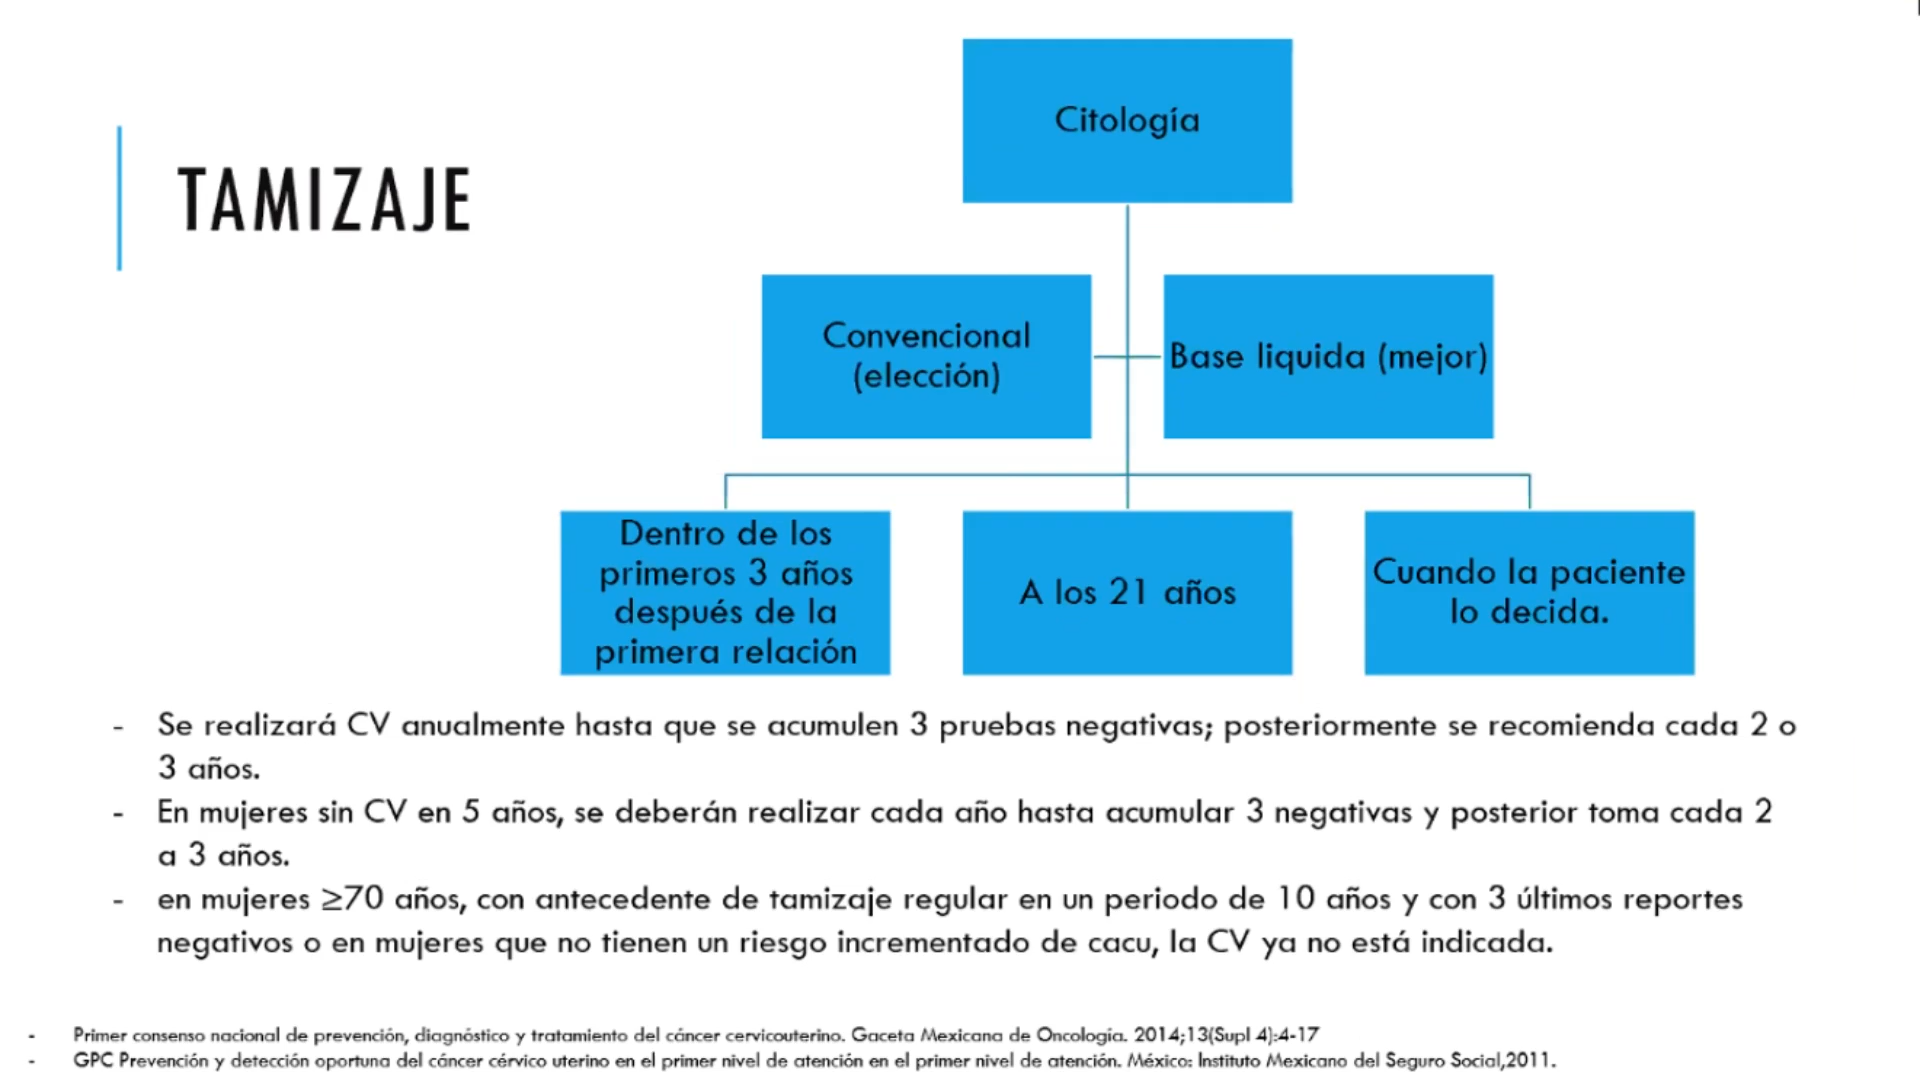 TAMIZAJE
Citología
Convencional
(elección)
Base liquida (mejor)
Dentro de los
primeros 3 años
después de la
primera relación
A los 21 años
Cuando la paciente
lo decida.
- Se realizará CV anualmente hasta que se acumulen 3 pruebas negativas; posteriormente se recomienda cada 2 o
3 años.
- En mujeres sin CV en 5 años, se deberán realizar cada año hasta acumular 3 negativas y posterior toma cada 2
a 3 años.
- en mujeres ≥70 años, con antecedente de tamizaje regular en un periodo de 10 años y con 3 últimos reportes
negativos o en mujeres que no tienen un riesgo incrementado de cacu, la CV ya no está indicada.
- Primer consenso nacional de prevención, diagnóstico y tratamiento del cáncer cervicouterino. Gaceta Mexicana de Oncología. 2014;13(Supl 4):4-17
- GPC Prevención y detección oportuna del cáncer cérvico uterino en el primer nivel de atención en el primer nivel de atención. México: Instituto Mexicano del Seguro Social,2011.